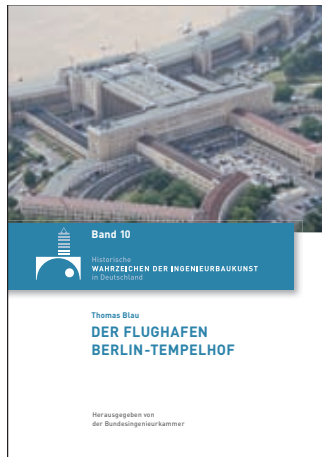 Band 10
Historische
WAHRZEICHEN DER INGENIEURBAUKUNST
in Deutschland
Thomas Blau
DER FLUGHAFEN
BERLIN-TEMPELHOF
Herausgegeben von
der Bundesingenieurkammer